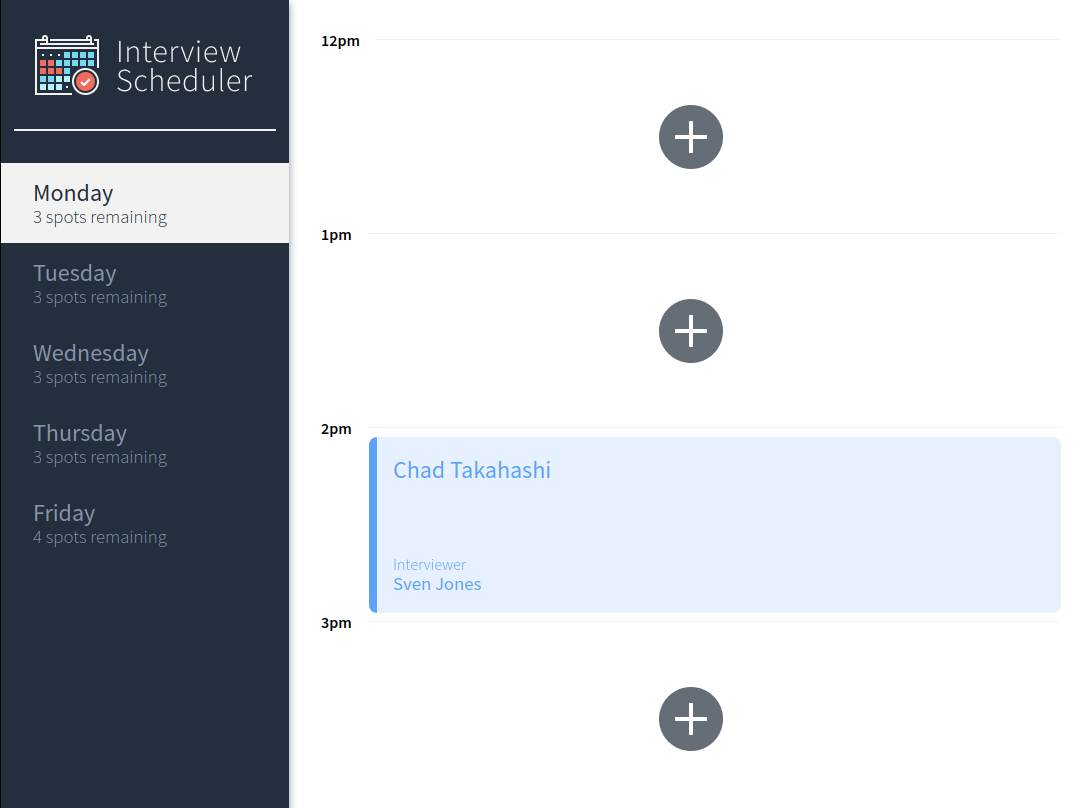 Interview
Scheduler
Monday
3 spots remaining
Tuesday
3 spots remaining
Wednesday
3 spots remaining
Thursday
3 spots remaining
Friday
4 spots remaining
12pm
1pm
2pm
Chad Takahashi
Interviewer
Sven Jones
3pm